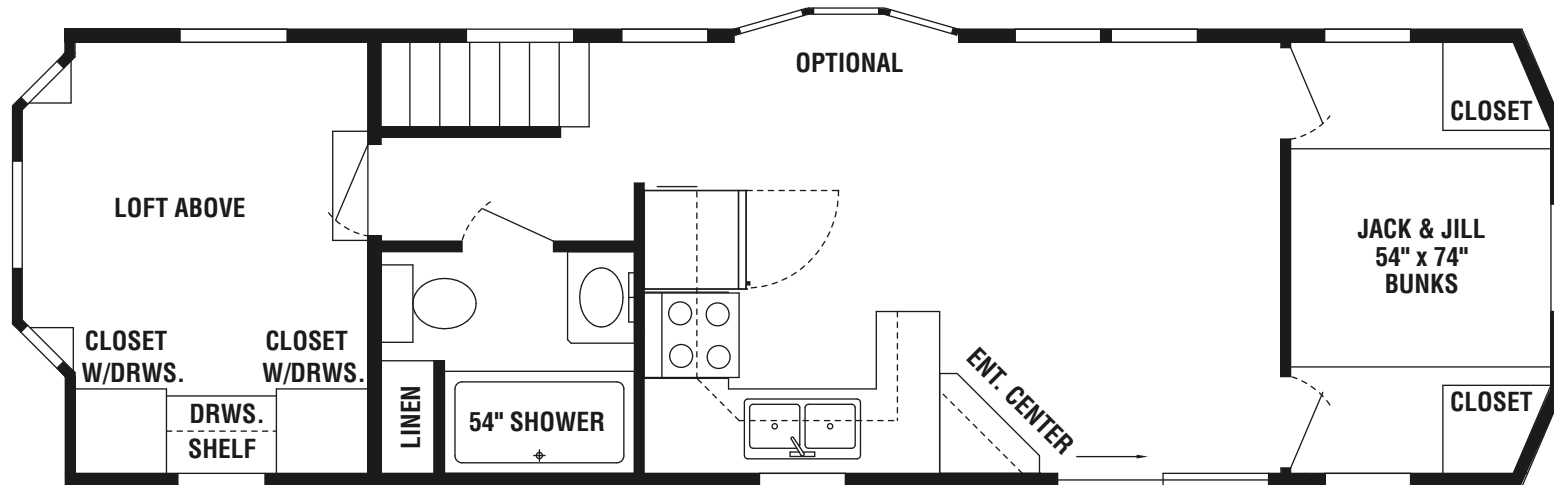 OPTIONAL
CLOSET
LOFT ABOVE
JACK & JILL
54" x 74"
BUNKS
CLOSET
W/DRWS.
CLOSET
W/DRWS.
DRWS.
SHELF
LINEN
54" SHOWER
ENT. CENTER
CLOSET